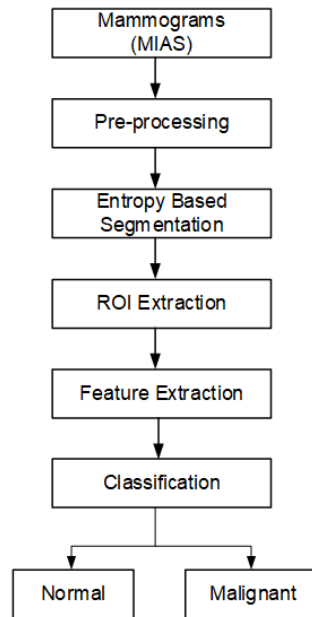 Mammograms
(MIAS)
Pre-processing
Entropy Based
Segmentation
ROI Extraction
Feature Extraction
Classification
Normal
Malignant